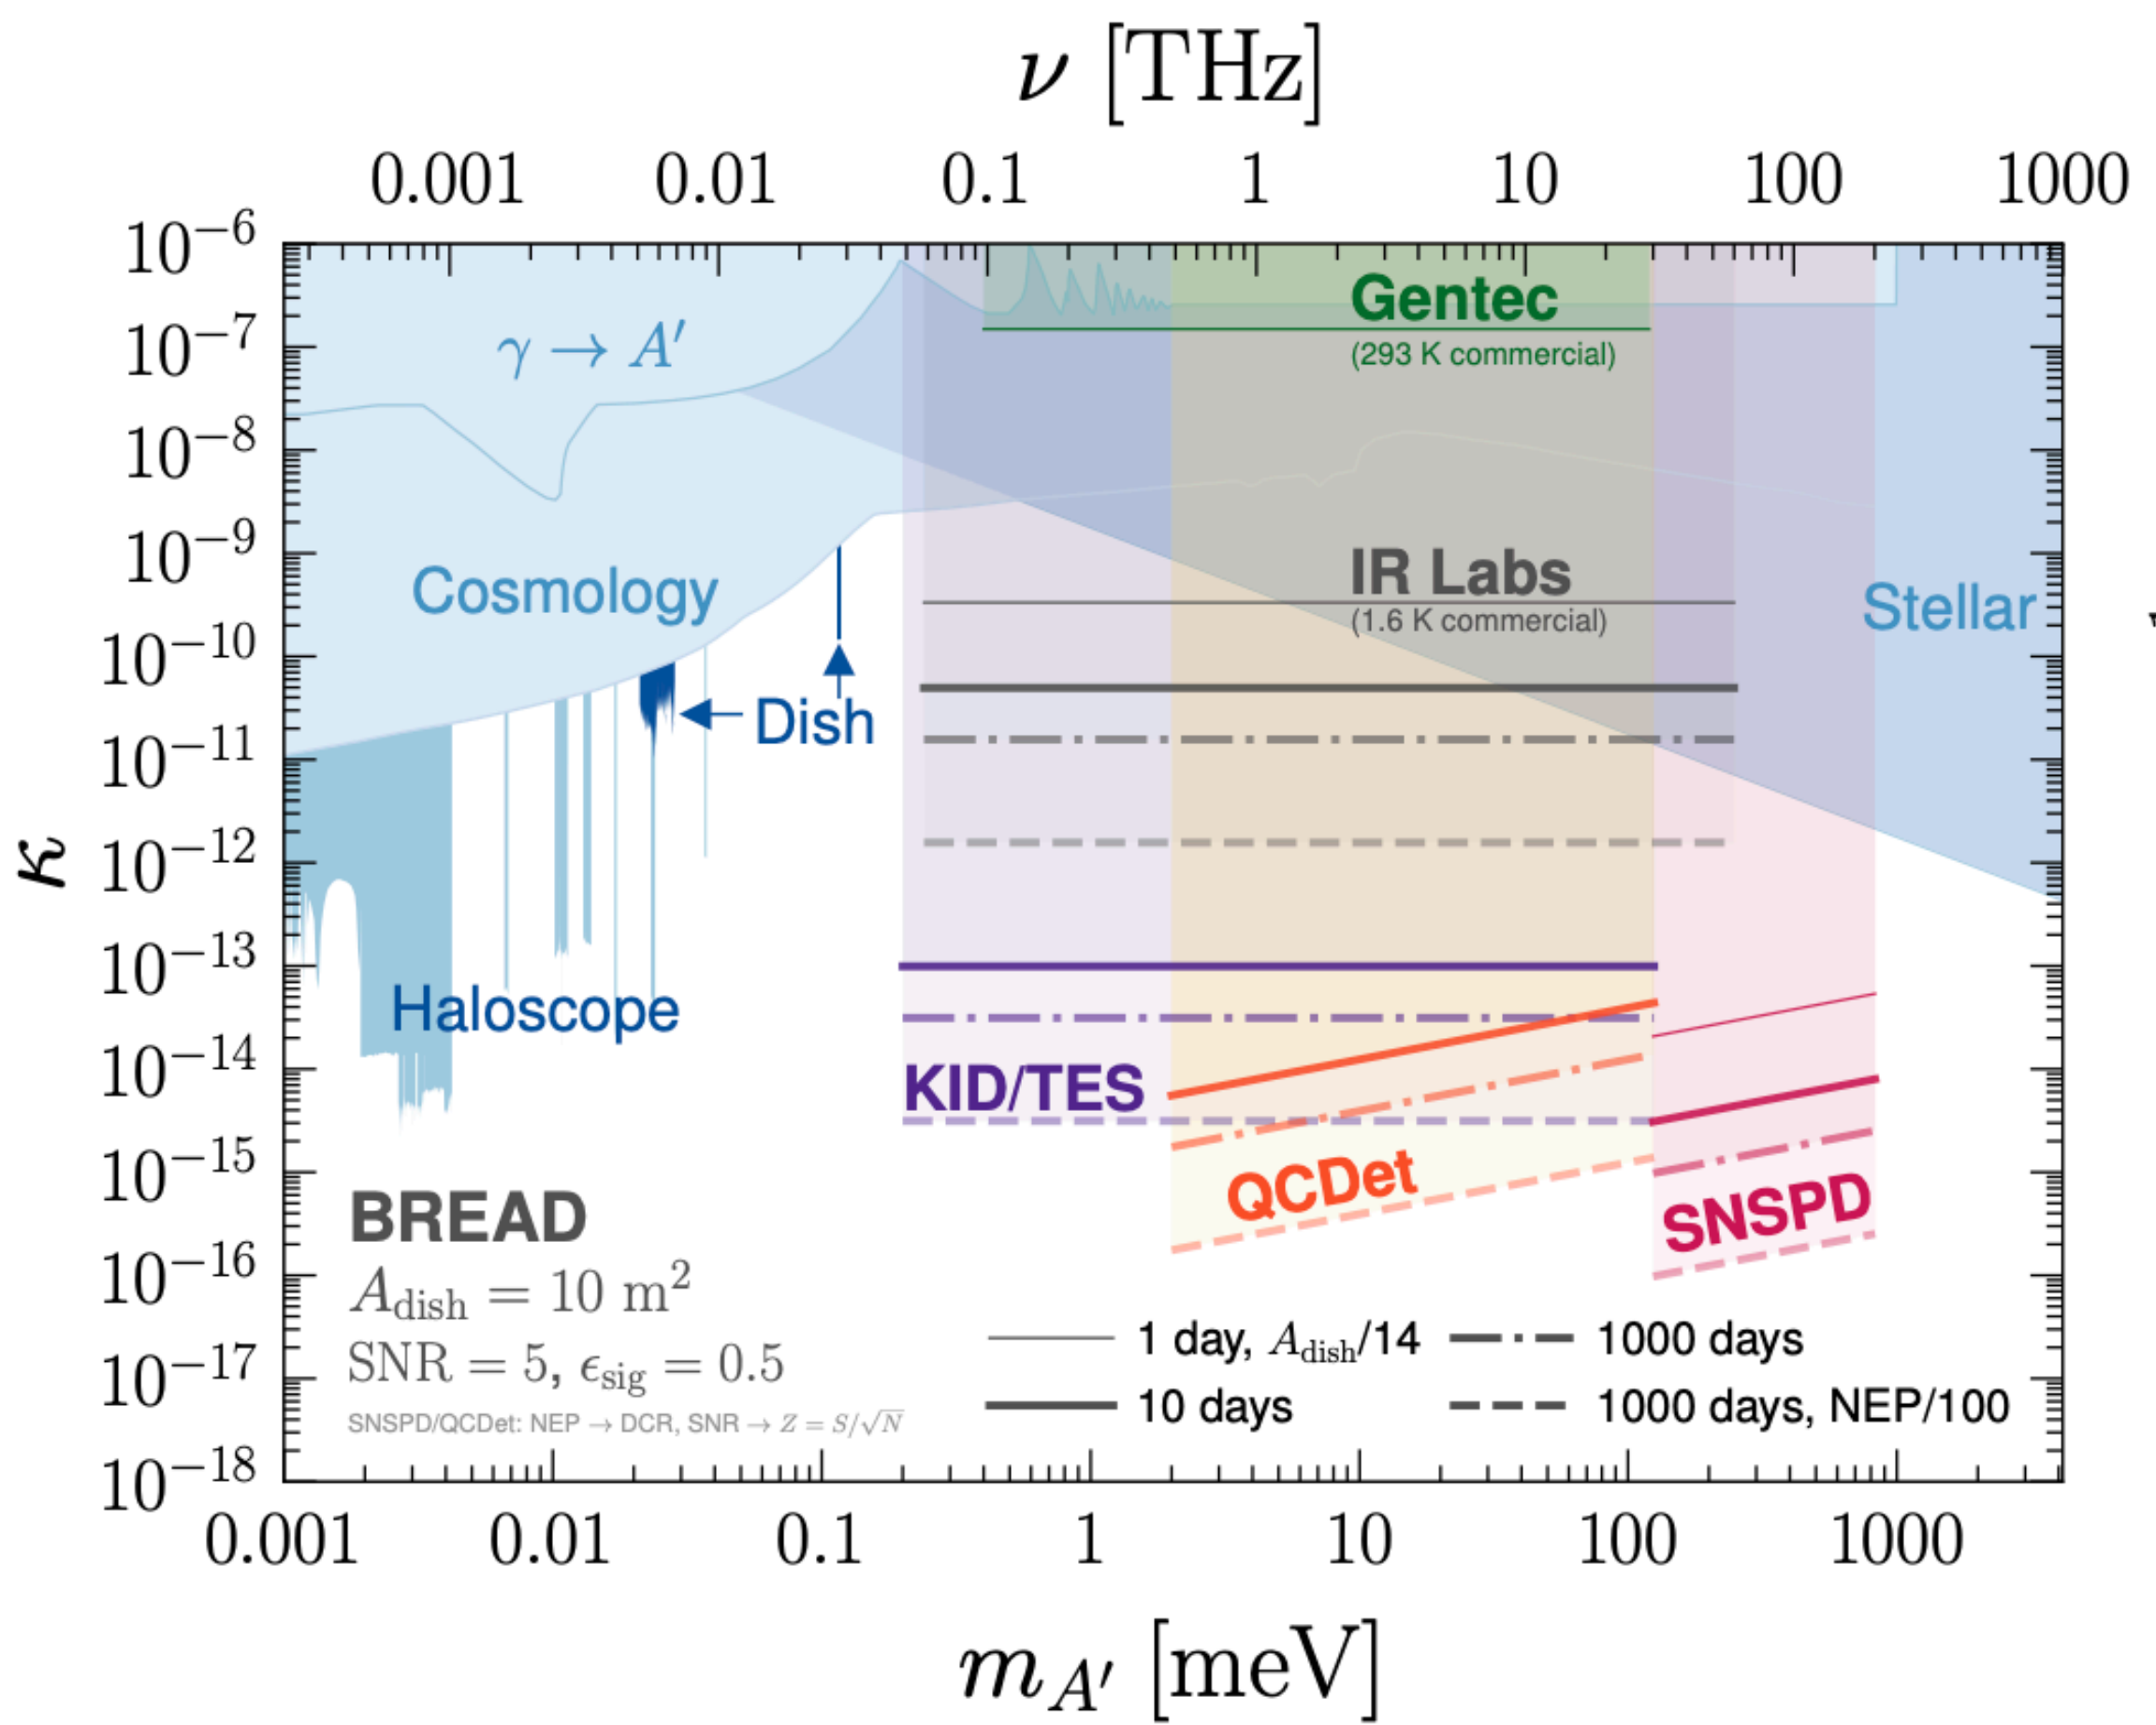 ν [THz]
0.001 0.01 0.1 1 10 100 1000
10⁻⁶
10⁻⁷
10⁻⁸
10⁻⁹
10⁻¹⁰
10⁻¹¹
10⁻¹²
10⁻¹³
10⁻¹⁴
10⁻¹⁵
10⁻¹⁶
10⁻¹⁷
10⁻¹⁸
κ
γ → A′
Gentec
(293 K commercial)
Cosmology
IR Labs
(1.6 K commercial)
Stellar
Dish
Haloscope
KID/TES
QCDet
SNSPD
BREAD
A_dish = 10 m²
SNR = 5, ϵ_sig = 0.5
SNSPD/QCDet: NEP → DCR, SNR → Z = S/√N
1 day, A_dish/14
1000 days
10 days
1000 days, NEP/100
0.001 0.01 0.1 1 10 100 1000
m_A′ [meV]